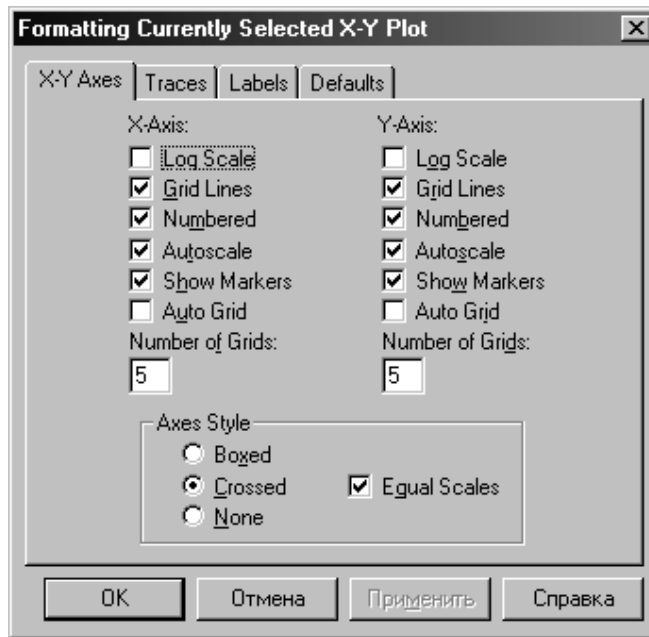 Formatting Currently Selected X-Y Plot
X-Y Axes Traces Labels Defaults
X-Axis: Y-Axis:
Log Scale Log Scale
Grid Lines Grid Lines
Numbered Numbered
Autoscale Autoscale
Show Markers Show Markers
Auto Grid Auto Grid
Number of Grids: Number of Grids:
5 5
Axes Style
Boxed
Crossed Equal Scales
None
OK Отмена Применить Справка